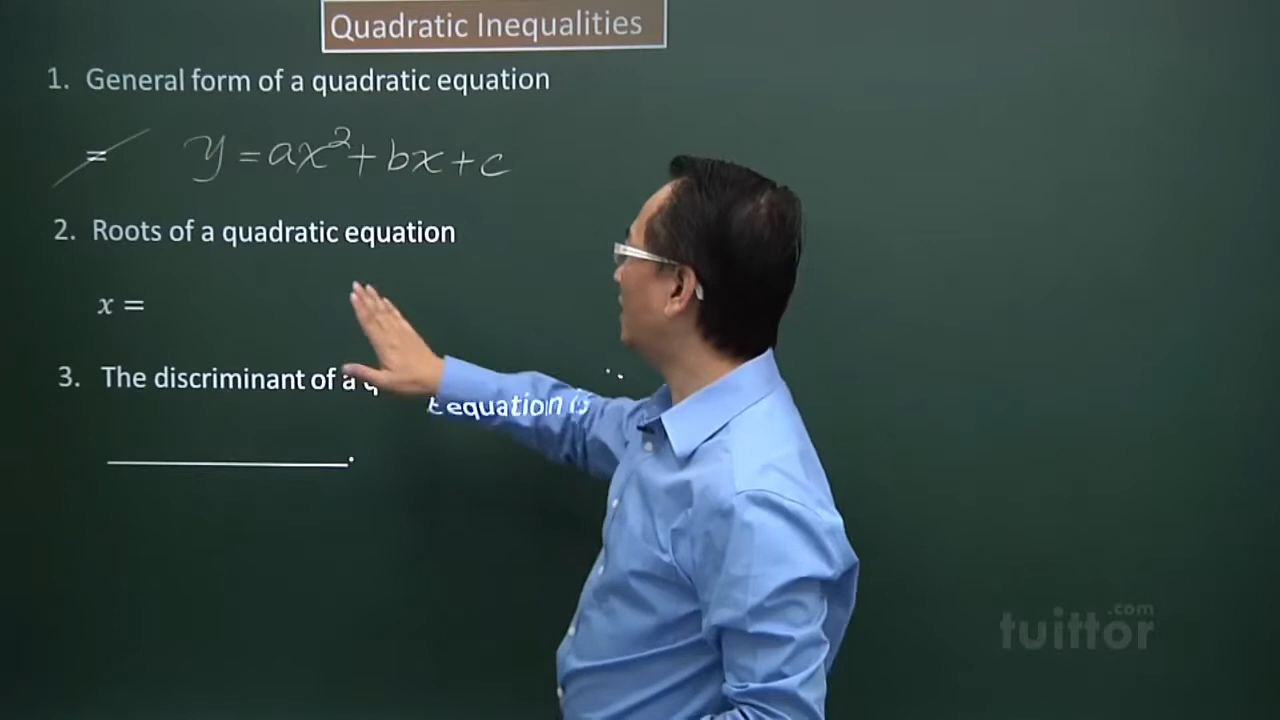 Quadratic Inequalities
1. General form of a quadratic equation
= y = ax² + bx + c
2. Roots of a quadratic equation
x =
3. The discriminant of a equation is
.
tuittor.com